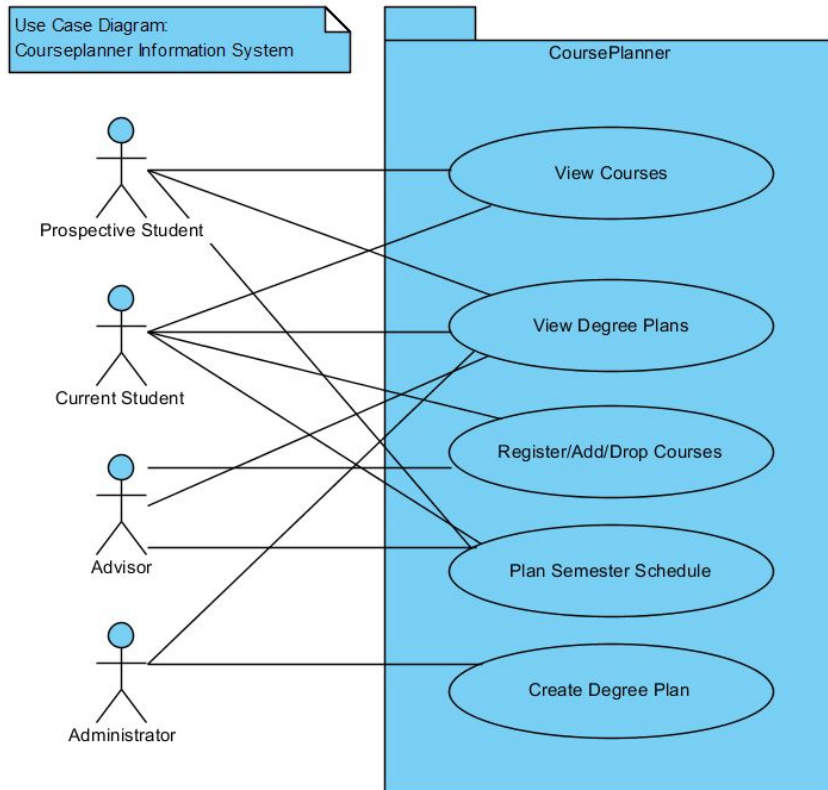 Use Case Diagram:
Courseplanner Information System
CoursePlanner
View Courses
Prospective Student
View Degree Plans
Current Student
Register/Add/Drop Courses
Advisor
Plan Semester Schedule
Create Degree Plan
Administrator